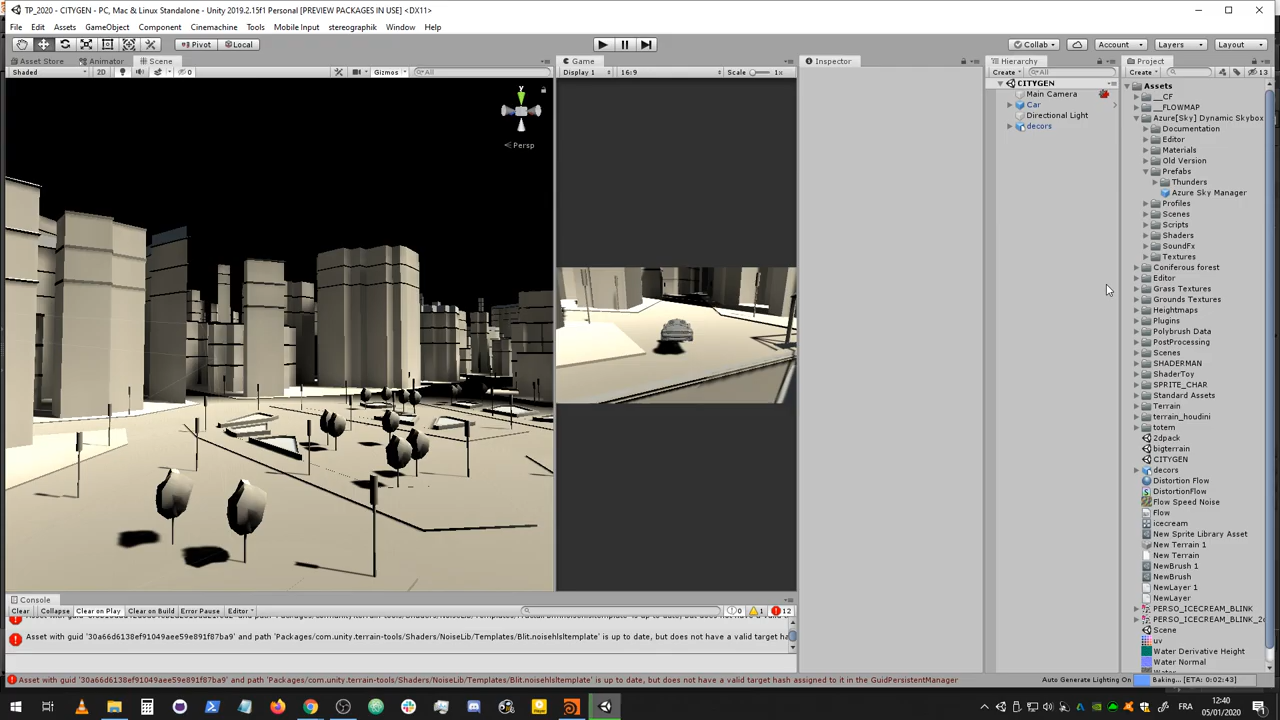 TP_2020 - CITYGEN - PC, Mac & Linux Standalone - Unity 2019.2.15f1 Personal [PREVIEW PACKAGES IN USE] <DX11>
File Edit Assets GameObject Component Cinemachine Tools Mobile Input stereographik Window Help
Pivot Local Collab Account Layers Layout
Asset Store Animator Scene Game Inspector Hierarchy Project
Shaded 2D 0 Gizmos All Display 1 16:9 Scale 1x Create All Create 13
y
Persp
CITYGEN
Main Camera
Car
Directional Light
decors
Assets
__CF
__FLOWMAP
Azure[Sky] Dynamic Skybox
Documentation
Editor
Materials
Old Version
Prefabs
Thunders
Azure Sky Manager
Profiles
Scenes
Scripts
Shaders
SoundFx
Textures
Coniferous forest
Editor
Grass Textures
Grounds Textures
Heightmaps
Plugins
Polybrush Data
PostProcessing
Scenes
SHADERMAN
ShaderToy
SPRITE_CHAR
Standard Assets
Terrain
terrain_houdini
totem
2dpack
bigterrain
CITYGEN
decors
Distortion Flow
DistortionFlow
Flow Speed Noise
Flow
icecream
New Sprite Library Asset
New Terrain 1
New Terrain
NewBrush 1
NewBrush
NewLayer 1
NewLayer
PERSO_ICECREAM_BLINK
PERSO_ICECREAM_BLINK_2
Scene
uv
Water Derivative Height
Water Normal
Console
Clear Collapse Clear on Play Clear on Build Error Pause Editor 0 1 12
Asset with guid '30a66d6138ef91049aee59e891f87ba9' and path 'Packages/com.unity.terrain-tools/Shaders/NoiseLib/Templates/Blit.noisehlsltemplate' is up to date, but does not have a valid target ha
Asset with guid '30a66d6138ef91049aee59e891f87ba9' and path 'Packages/com.unity.terrain-tools/Shaders/NoiseLib/Templates/Blit.noisehlsltemplate' is up to date, but does not have a valid target hash assigned to it in the GuidPersistentManager
Auto Generate Lighting On Baking... [ETA: 0:02:43]
FRA
12:40
05/01/2020